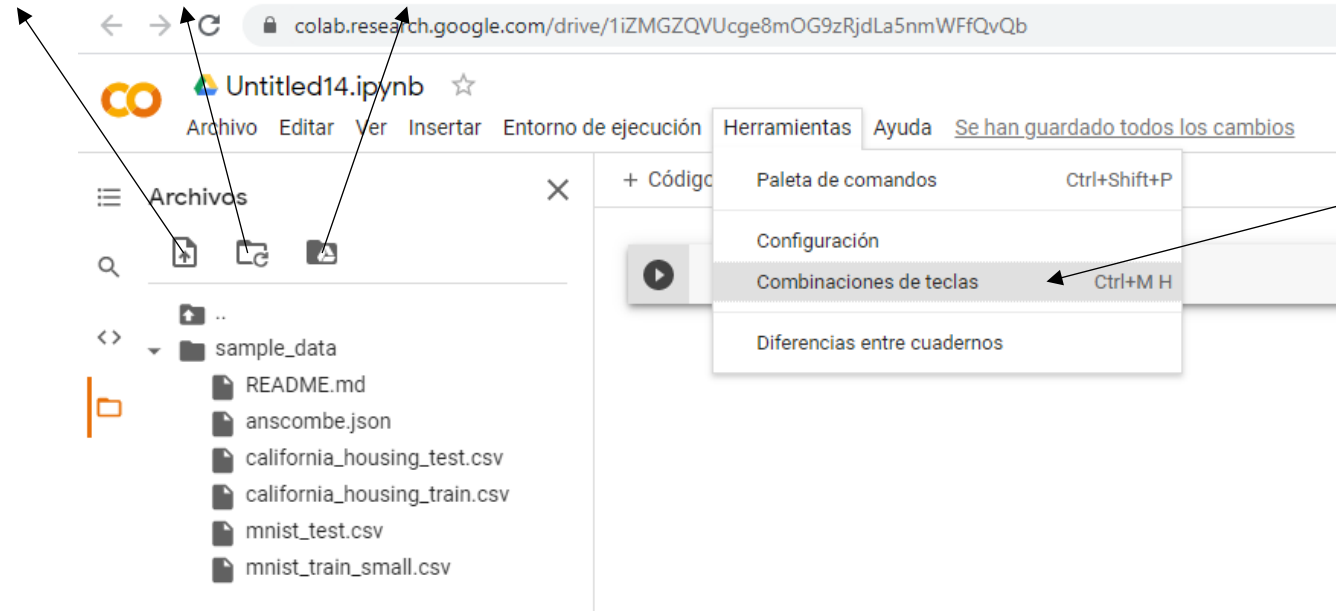 colab.research.google.com/drive/1iZMGZQVUcge8mOG9zRjdLa5nmWFfQvQb
CO
Untitled14.ipynb
Archivo Editar Ver Insertar Entorno de ejecución Herramientas Ayuda Se han guardado todos los cambios
Archivos
+ Código
Paleta de comandos Ctrl+Shift+P
Configuración
Combinaciones de teclas Ctrl+M H
Diferencias entre cuadernos
..
sample_data
README.md
anscombe.json
california_housing_test.csv
california_housing_train.csv
mnist_test.csv
mnist_train_small.csv